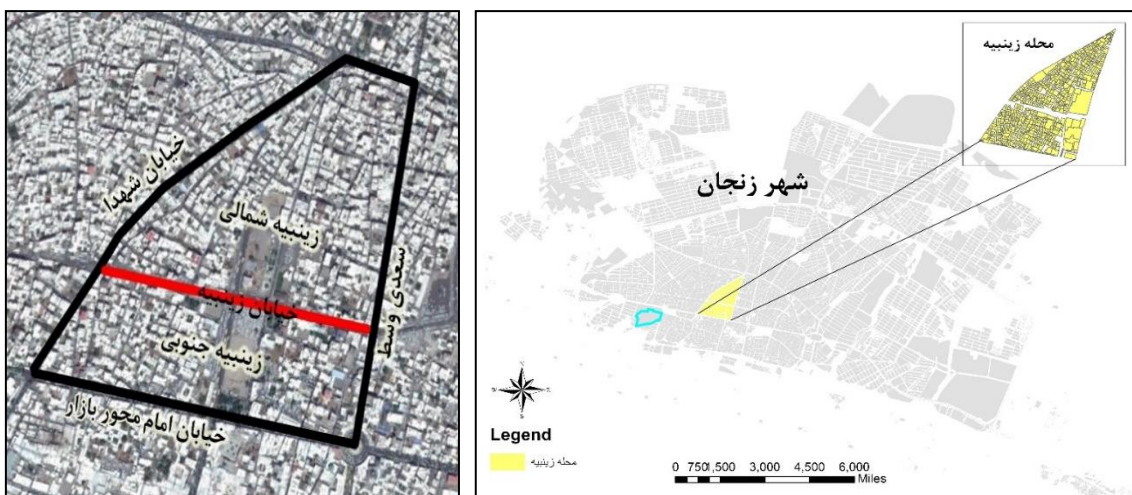 خیابان شهدا
زینبیه شمالی
سعدی وسط
خیابان زینبیه
زینبیه جنوبی
خیابان امام محور بازار
محله زینبیه
شهر زنجان
N
W
E
S
Legend
محله زینبیه
0 750 1,500 3,000 4,500 6,000
Miles